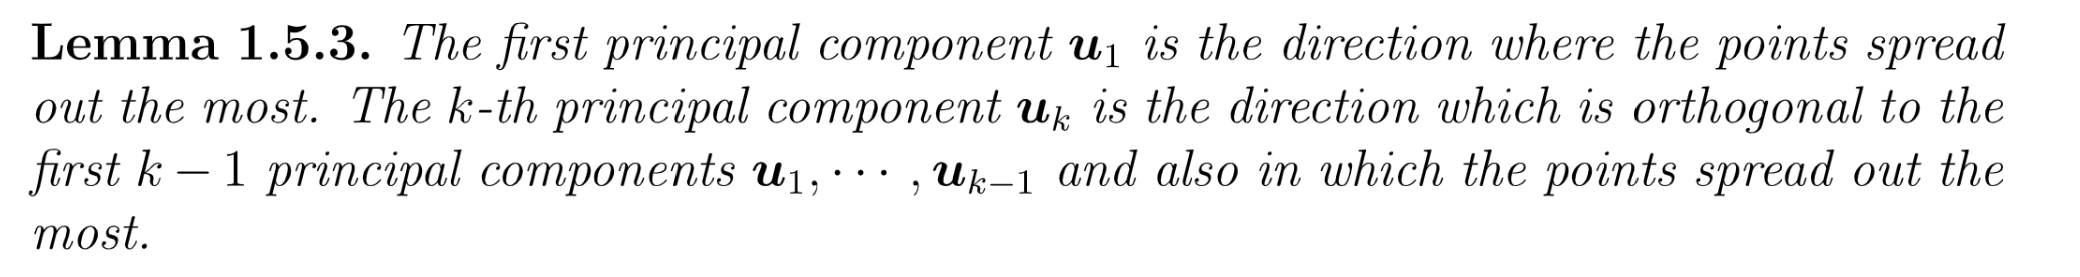 Lemma 1.5.3. The first principal component u₁ is the direction where the points spread
out the most. The k-th principal component uₖ is the direction which is orthogonal to the
first k − 1 principal components u₁, ⋯ , uₖ₋₁ and also in which the points spread out the
most.